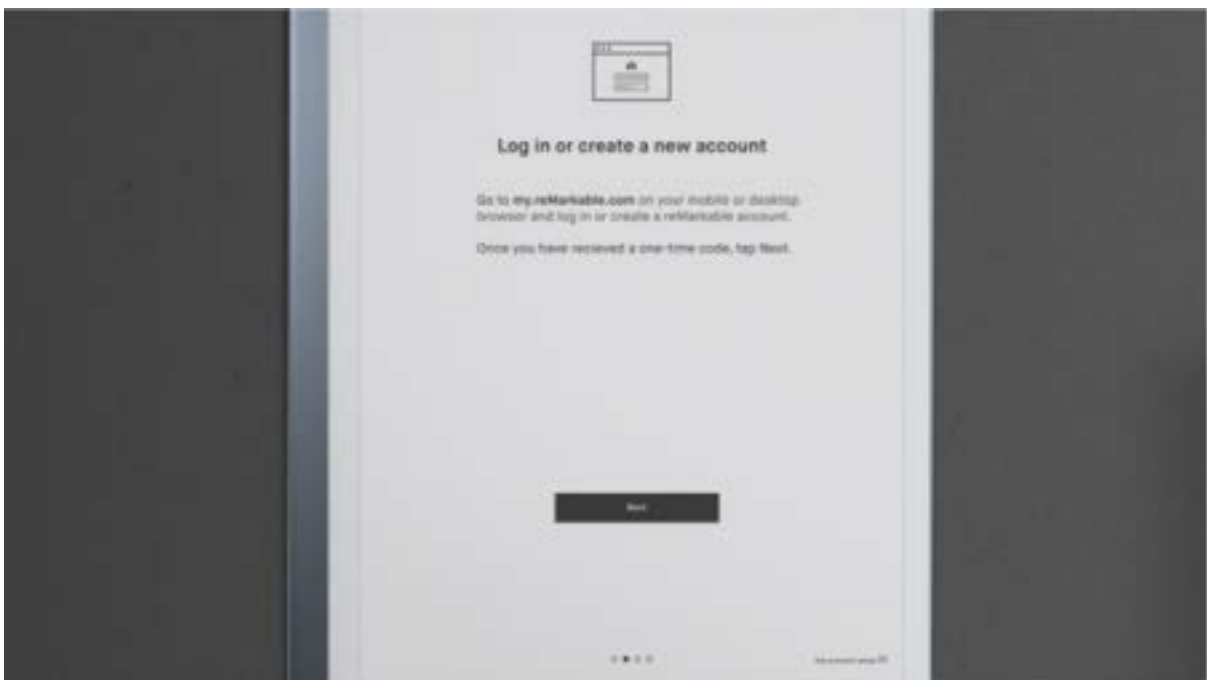 Log in or create a new account
Go to my.reMarkable.com on your mobile or desktop
browser and log in or create a reMarkable account.
Once you have recieved a one-time code, tap Next.
Next